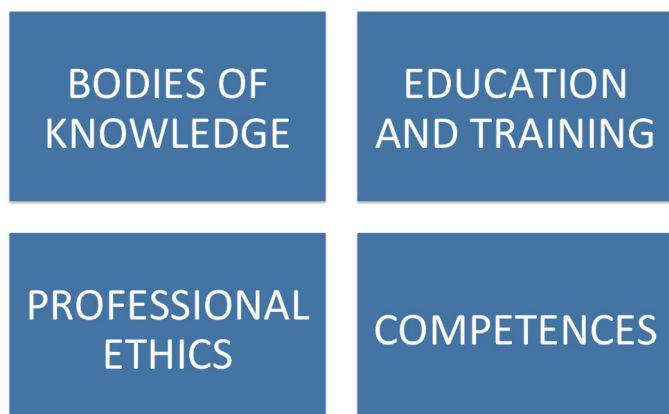 BODIES OF
KNOWLEDGE
EDUCATION
AND TRAINING
PROFESSIONAL
ETHICS
COMPETENCES